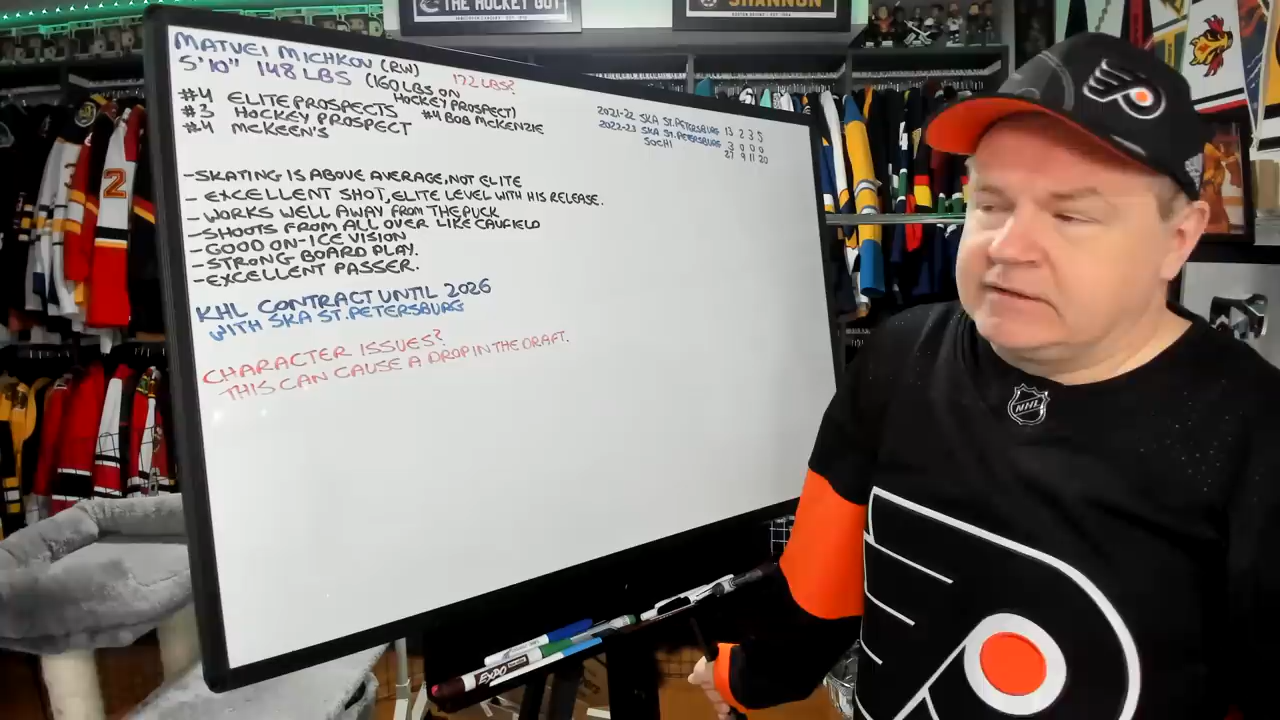 THE HOCKEY GUY
SHANNON
MATVEI MICHKOV (RW)
5'10" 148 LBS (160 LBS ON HOCKEY PROSPECT)
172 LBS?
#4 ELITEPROSPECTS
#3 HOCKEY PROSPECT #4 BOB MCKENZIE
#4 McKEEN'S
2021-22 SKA ST. PETERSBURG 13 2 3 5
2022-23 SKA ST. PETERSBURG 3 0 0 0
SOCHI 27 9 11 20
-SKATING IS ABOVE AVERAGE, NOT ELITE
- EXCELLENT SHOT, ELITE LEVEL WITH HIS RELEASE.
- WORKS WELL AWAY FROM THE PUCK
-SHOOTS FROM ALL OVER LIKE CAUFIELD
-GOOD ON-ICE VISION
-STRONG BOARD PLAY.
-EXCELLENT PASSER.
KHL CONTRACT UNTIL 2026
WITH SKA ST. PETERSBURG
CHARACTER ISSUES?
THIS CAN CAUSE A DROP IN THE DRAFT.
2
NHL
EXPO